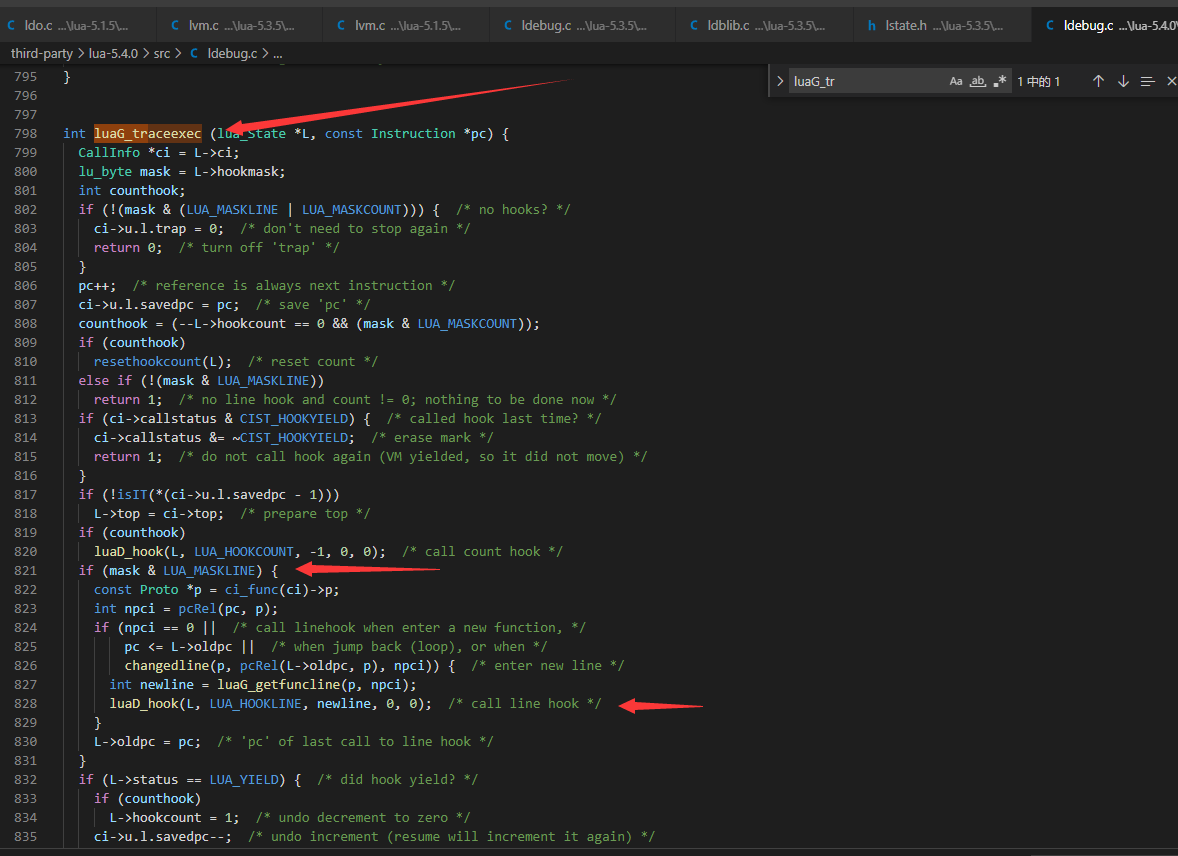 ldo.c ...\lua-5.1.5\... lvm.c ...\lua-5.3.5\... lvm.c ...\lua-5.1.5\... ldebug.c ...\lua-5.3.5\... ldblib.c ...\lua-5.3.5\... lstate.h ...\lua-5.3.5\... ldebug.c ...\lua-5.4.0\
third-party > lua-5.4.0 > src > C ldebug.c > ...
> luaG_tr Aa ab .* 1 中的 1
795 }
796
797
798 int luaG_traceexec (lua_State *L, const Instruction *pc) {
799 CallInfo *ci = L->ci;
800 lu_byte mask = L->hookmask;
801 int counthook;
802 if (!(mask & (LUA_MASKLINE | LUA_MASKCOUNT))) { /* no hooks? */
803 ci->u.l.trap = 0; /* don't need to stop again */
804 return 0; /* turn off 'trap' */
805 }
806 pc++; /* reference is always next instruction */
807 ci->u.l.savedpc = pc; /* save 'pc' */
808 counthook = (--L->hookcount == 0 && (mask & LUA_MASKCOUNT));
809 if (counthook)
810 resethookcount(L); /* reset count */
811 else if (!(mask & LUA_MASKLINE))
812 return 1; /* no line hook and count != 0; nothing to be done now */
813 if (ci->callstatus & CIST_HOOKYIELD) { /* called hook last time? */
814 ci->callstatus &= ~CIST_HOOKYIELD; /* erase mark */
815 return 1; /* do not call hook again (VM yielded, so it did not move) */
816 }
817 if (!isIT(*(ci->u.l.savedpc - 1)))
818 L->top = ci->top; /* prepare top */
819 if (counthook)
820 luaD_hook(L, LUA_HOOKCOUNT, -1, 0, 0); /* call count hook */
821 if (mask & LUA_MASKLINE) {
822 const Proto *p = ci_func(ci)->p;
823 int npci = pcRel(pc, p);
824 if (npci == 0 || /* call linehook when enter a new function, */
825 pc <= L->oldpc || /* when jump back (loop), or when */
826 changedline(p, pcRel(L->oldpc, p), npci)) { /* enter new line */
827 int newline = luaG_getfuncline(p, npci);
828 luaD_hook(L, LUA_HOOKLINE, newline, 0, 0); /* call line hook */
829 }
830 L->oldpc = pc; /* 'pc' of last call to line hook */
831 }
832 if (L->status == LUA_YIELD) { /* did hook yield? */
833 if (counthook)
834 L->hookcount = 1; /* undo decrement to zero */
835 ci->u.l.savedpc--; /* undo increment (resume will increment it again) */